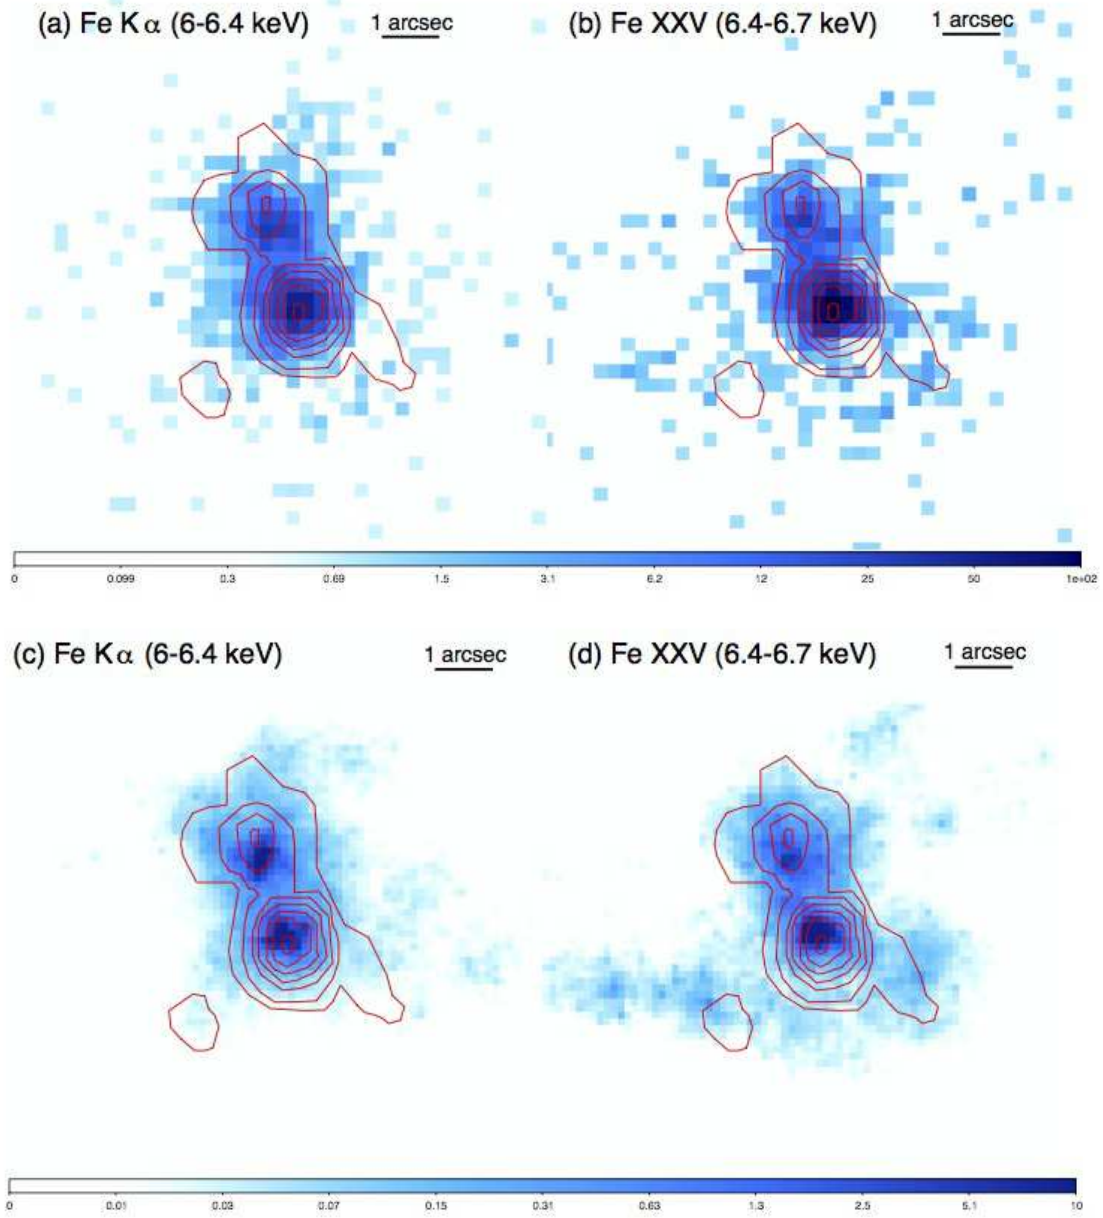 (a) Fe Kα (6-6.4 keV) 1 arcsec (b) Fe XXV (6.4-6.7 keV) 1 arcsec
0 0.099 0.3 0.69 1.5 3.1 6.2 12 25 50 1e+02
(c) Fe Kα (6-6.4 keV) 1 arcsec (d) Fe XXV (6.4-6.7 keV) 1 arcsec
0 0.01 0.03 0.07 0.15 0.31 0.63 1.3 2.5 5.1 10